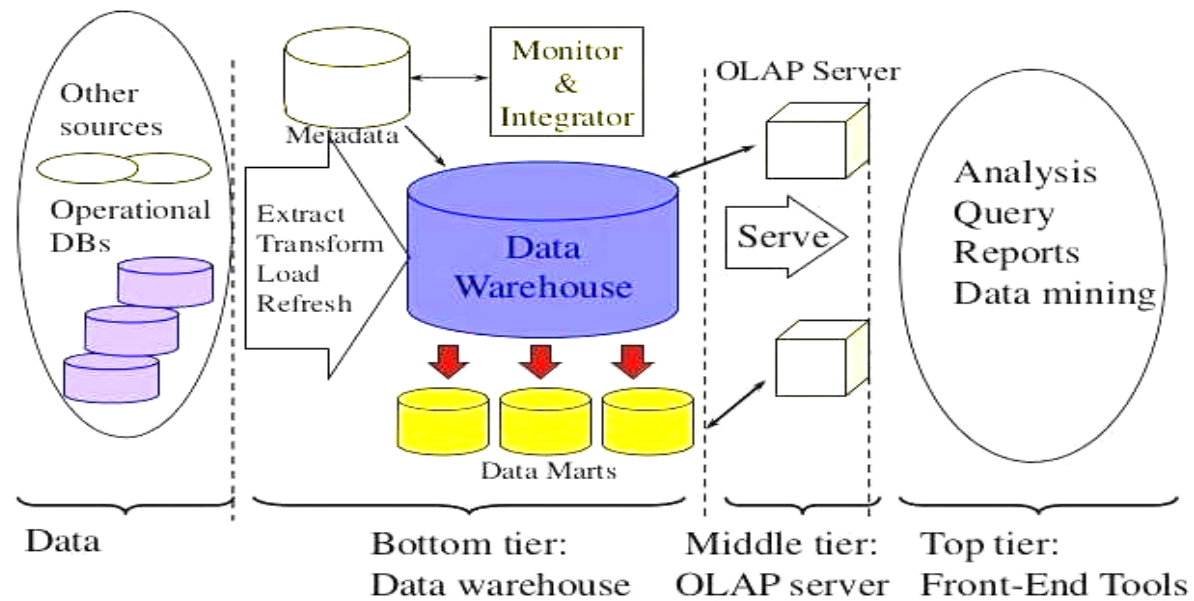 Other
sources
Operational
DBs
Metadata
Monitor
&
Integrator
Extract
Transform
Load
Refresh
Data
Warehouse
Data Marts
OLAP Server
Serve
Analysis
Query
Reports
Data mining
Data
Bottom tier:
Data warehouse
Middle tier:
OLAP server
Top tier:
Front-End Tools